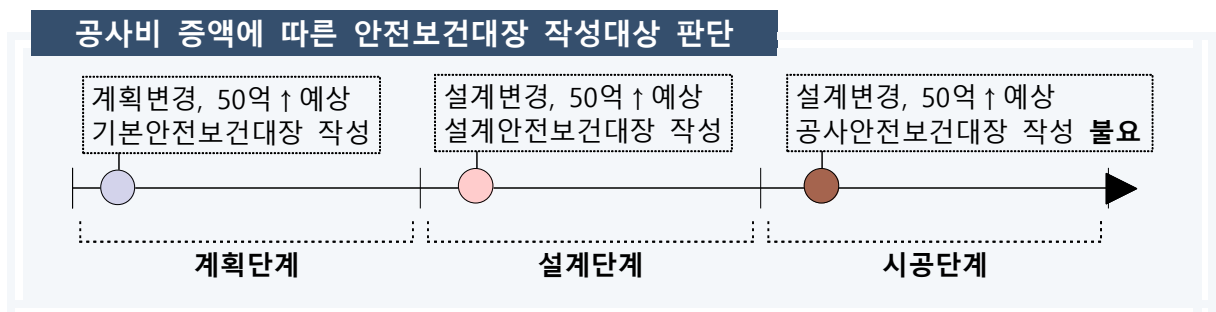 공사비 증액에 따른 안전보건대장 작성대상 판단
계획변경, 50억↑예상
기본안전보건대장 작성
설계변경, 50억↑예상
설계안전보건대장 작성
설계변경, 50억↑예상
공사안전보건대장 작성 불요
계획단계
설계단계
시공단계